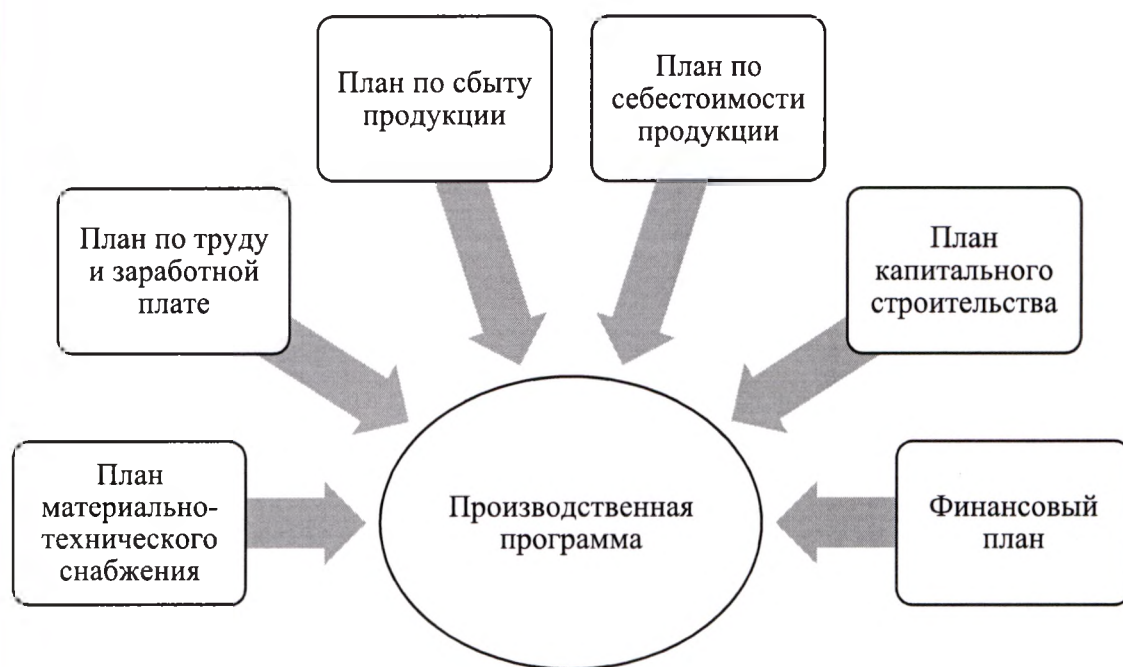 План по сбыту
продукции
План по
себестоимости
продукции
План по труду
и заработной
плате
План
капитального
строительства
План
материально-
технического
снабжения
Производственная
программа
Финансовый
план